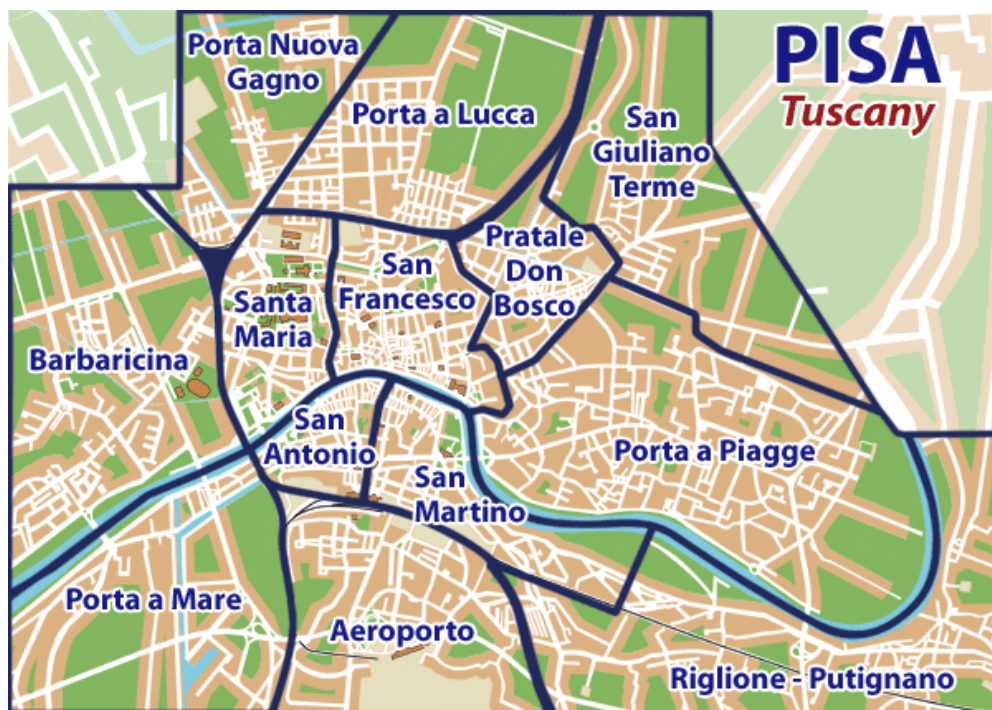 PISA
Tuscany
Porta Nuova
Gagno
Porta a Lucca
San
Giuliano
Terme
Pratale
Don
Bosco
San
Francesco
Santa
Maria
Barbaricina
San
Antonio
San
Martino
Porta a Piagge
Porta a Mare
Aeroporto
Riglione - Putignano